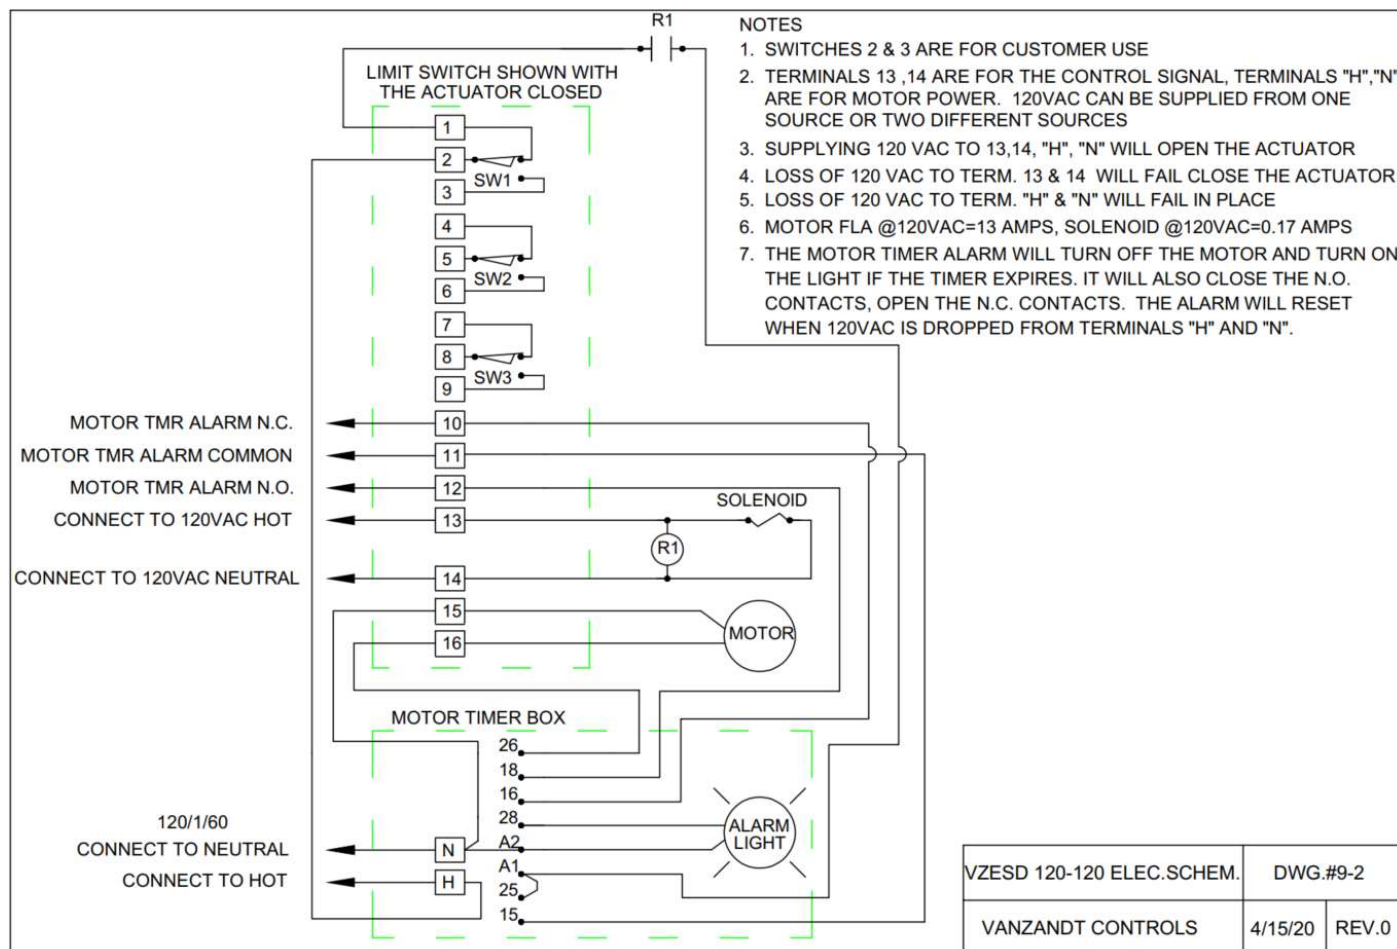 R1
NOTES
1. SWITCHES 2 & 3 ARE FOR CUSTOMER USE
2. TERMINALS 13 ,14 ARE FOR THE CONTROL SIGNAL, TERMINALS "H","N"
ARE FOR MOTOR POWER. 120VAC CAN BE SUPPLIED FROM ONE
SOURCE OR TWO DIFFERENT SOURCES
3. SUPPLYING 120 VAC TO 13,14, "H", "N" WILL OPEN THE ACTUATOR
4. LOSS OF 120 VAC TO TERM. 13 & 14 WILL FAIL CLOSE THE ACTUATOR
5. LOSS OF 120 VAC TO TERM. "H" & "N" WILL FAIL IN PLACE
6. MOTOR FLA @120VAC=13 AMPS, SOLENOID @120VAC=0.17 AMPS
7. THE MOTOR TIMER ALARM WILL TURN OFF THE MOTOR AND TURN ON
THE LIGHT IF THE TIMER EXPIRES. IT WILL ALSO CLOSE THE N.O.
CONTACTS, OPEN THE N.C. CONTACTS. THE ALARM WILL RESET
WHEN 120VAC IS DROPPED FROM TERMINALS "H" AND "N".
LIMIT SWITCH SHOWN WITH
THE ACTUATOR CLOSED
1
2
SW1
3
4
5
SW2
6
7
8
SW3
9
MOTOR TMR ALARM N.C.
10
MOTOR TMR ALARM COMMON
11
MOTOR TMR ALARM N.O.
12
CONNECT TO 120VAC HOT
13
SOLENOID
R1
CONNECT TO 120VAC NEUTRAL
14
15
16
MOTOR
MOTOR TIMER BOX
26
18
16
28
A2
A1
25
15
ALARM
LIGHT
120/1/60
CONNECT TO NEUTRAL
N
CONNECT TO HOT
H
VZESD 120-120 ELEC.SCHEM.
DWG.#9-2
VANZANDT CONTROLS
4/15/20
REV.0